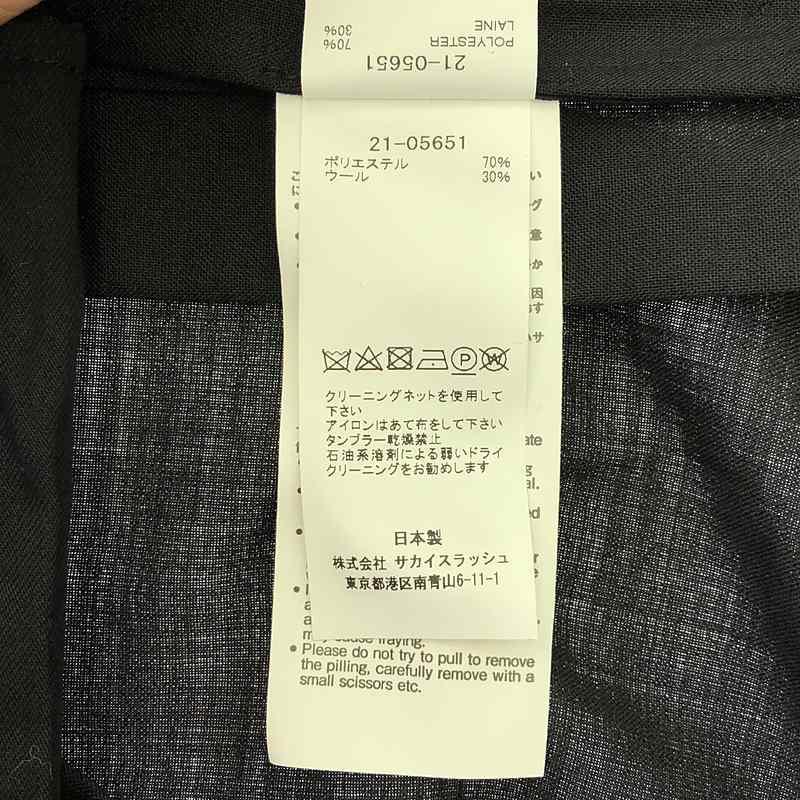 LAINE 30%
POLYESTER 70%
21-05651
21-05651
ポリエステル 70%
ウール 30%
クリーニングネットを使用して
下さい
アイロンはあて布をして下さい
タンブラー乾燥禁止
石油系溶剤による弱いドライ
クリーニングをお勧めします
日本製
株式会社 サカイスラッシュ
東京都港区南青山6-11-1
fraying.
● Please do not try to pull to remove
the pilling, carefully remove with a
small scissors etc.